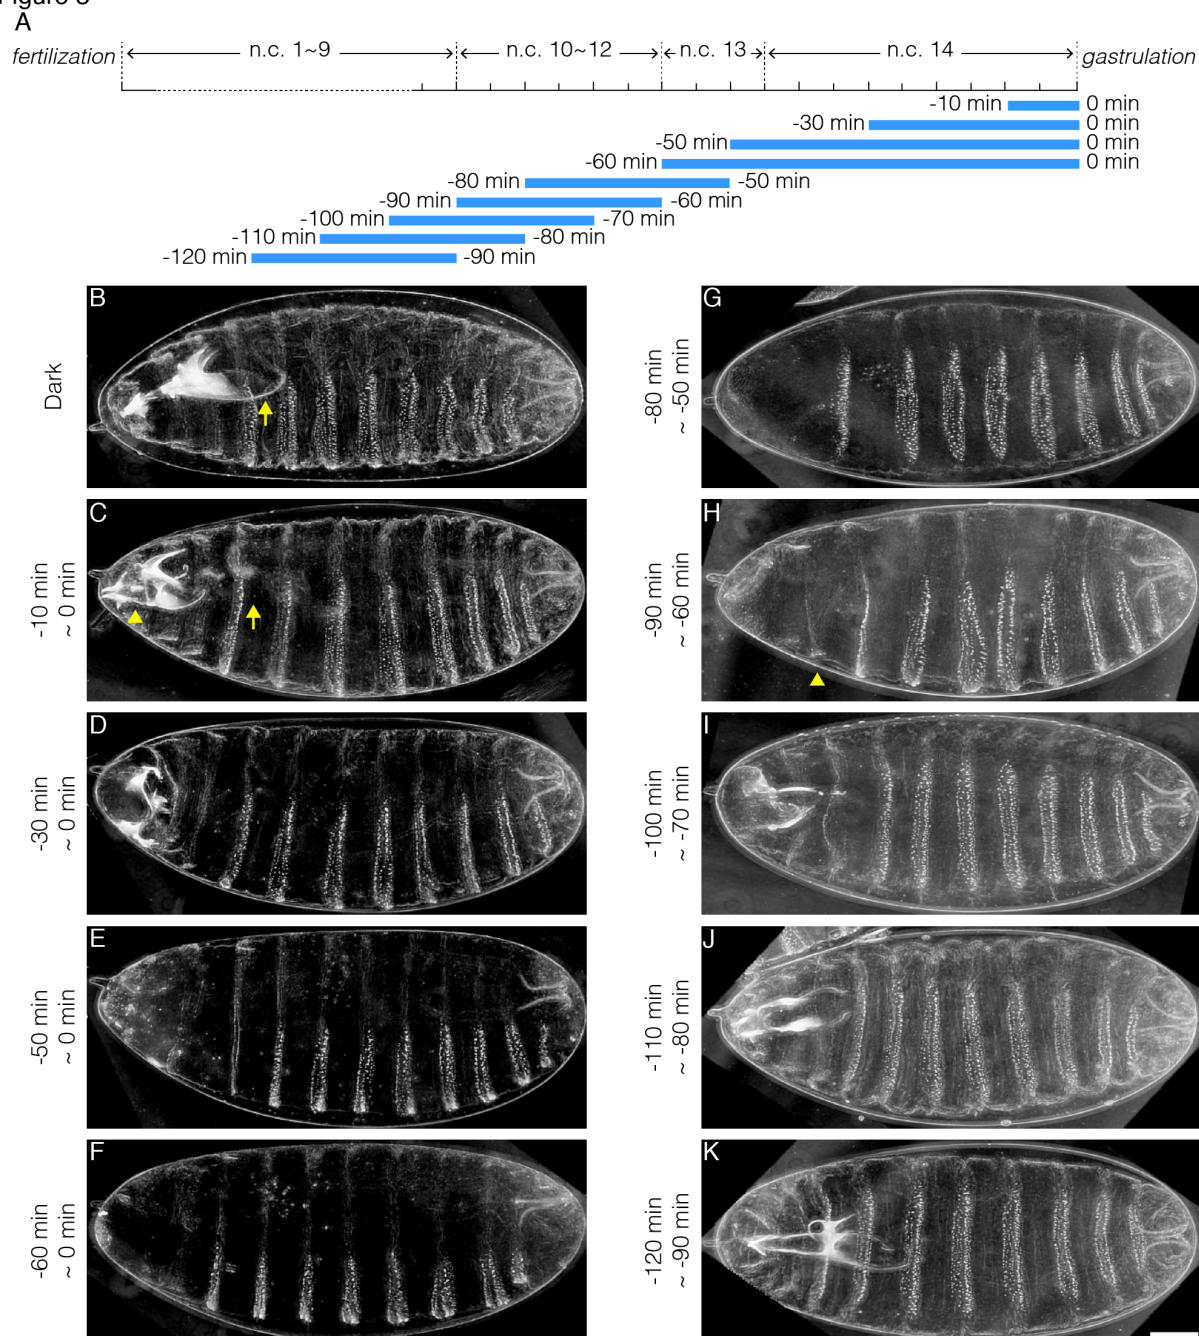 Figure 3
A
fertilization n.c. 1~9 n.c. 10~12 n.c. 13 n.c. 14 gastrulation
-10 min 0 min
-30 min 0 min
-50 min 0 min
-60 min 0 min
-80 min -50 min
-90 min -60 min
-100 min -70 min
-110 min -80 min
-120 min -90 min
B
Dark
C
-10 min
~ 0 min
D
-30 min
~ 0 min
E
-50 min
~ 0 min
F
-60 min
~ 0 min
G
-80 min
~ -50 min
H
-90 min
~ -60 min
I
-100 min
~ -70 min
J
-110 min
~ -80 min
K
-120 min
~ -90 min